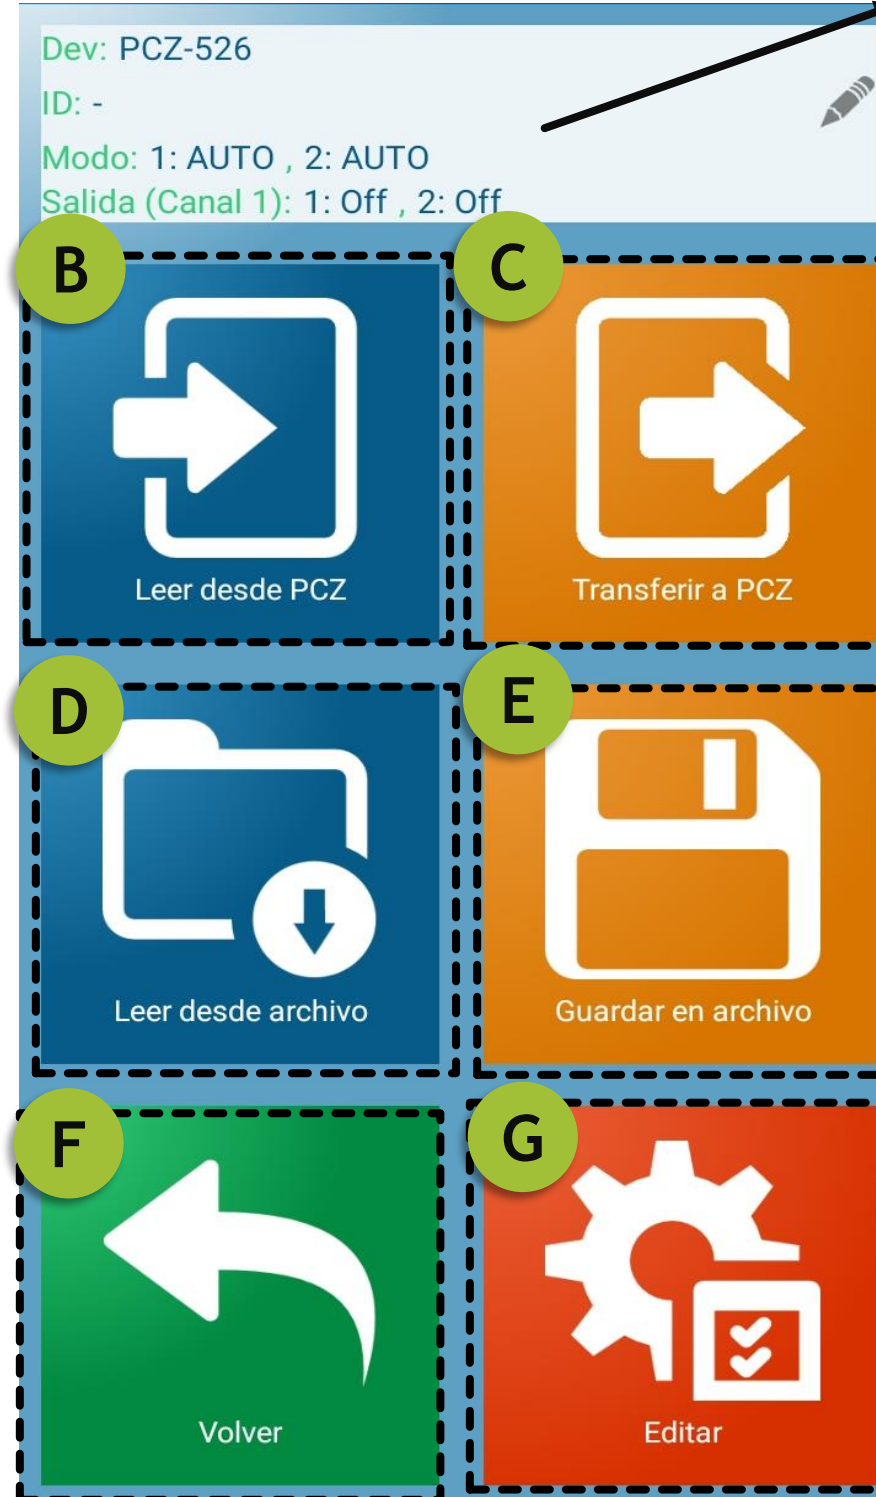 Dev: PCZ-526
ID: -
Modo: 1: AUTO , 2: AUTO
Salida (Canal 1): 1: Off , 2: Off
B
C
Leer desde PCZ
Transferir a PCZ
D
E
Leer desde archivo
Guardar en archivo
F
G
Volver
Editar